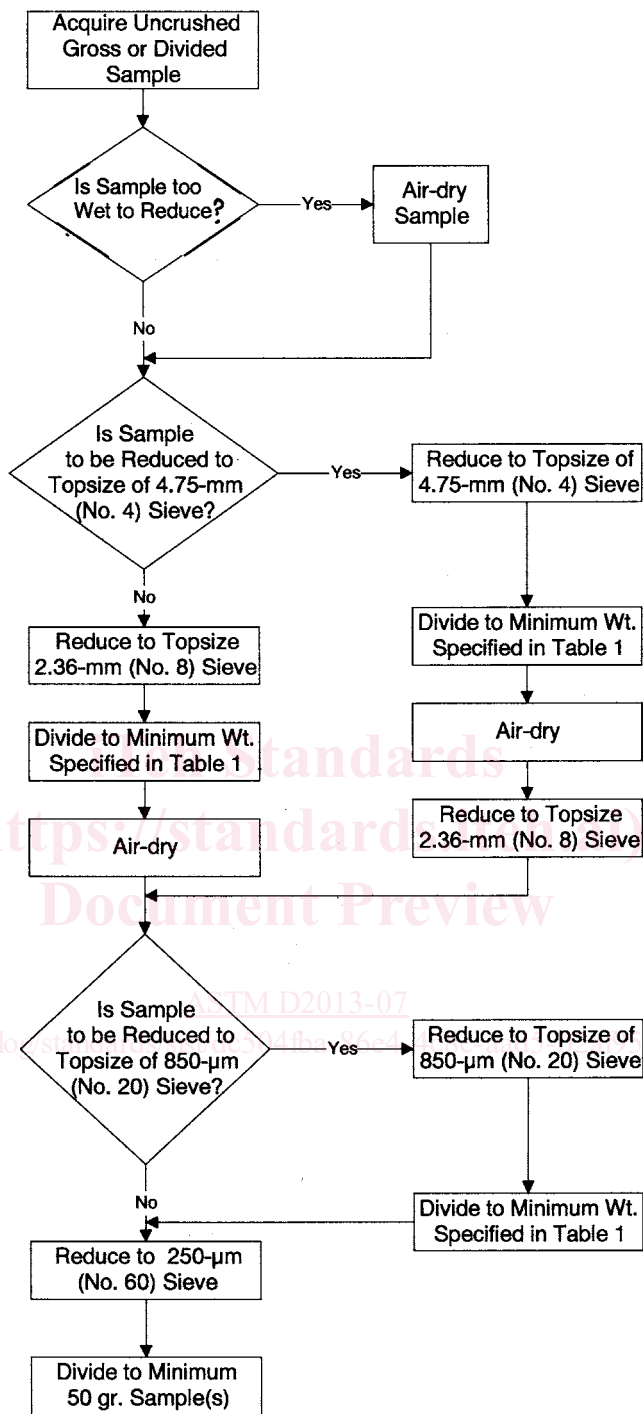 Acquire Uncrushed
Gross or Divided
Sample
Is Sample too
Wet to Reduce?
Yes
Air-dry
Sample
No
Is Sample
to be Reduced to
Topsize of 4.75-mm
(No. 4) Sieve?
Yes
Reduce to Topsize of
4.75-mm (No. 4) Sieve
No
Reduce to Topsize
2.36-mm (No. 8) Sieve
Divide to Minimum Wt.
Specified in Table 1
Divide to Minimum Wt.
Specified in Table 1
Air-dry
Air-dry
Reduce to Topsize
2.36-mm (No. 8) Sieve
Standards
Document Preview
ASTM D2013-07
Is Sample
to be Reduced to
Topsize of 850-µm
(No. 20) Sieve?
Yes
Reduce to Topsize of
850-µm (No. 20) Sieve
Divide to Minimum Wt.
Specified in Table 1
No
Reduce to 250-µm
(No. 60) Sieve
Divide to Minimum
50 gr. Sample(s)